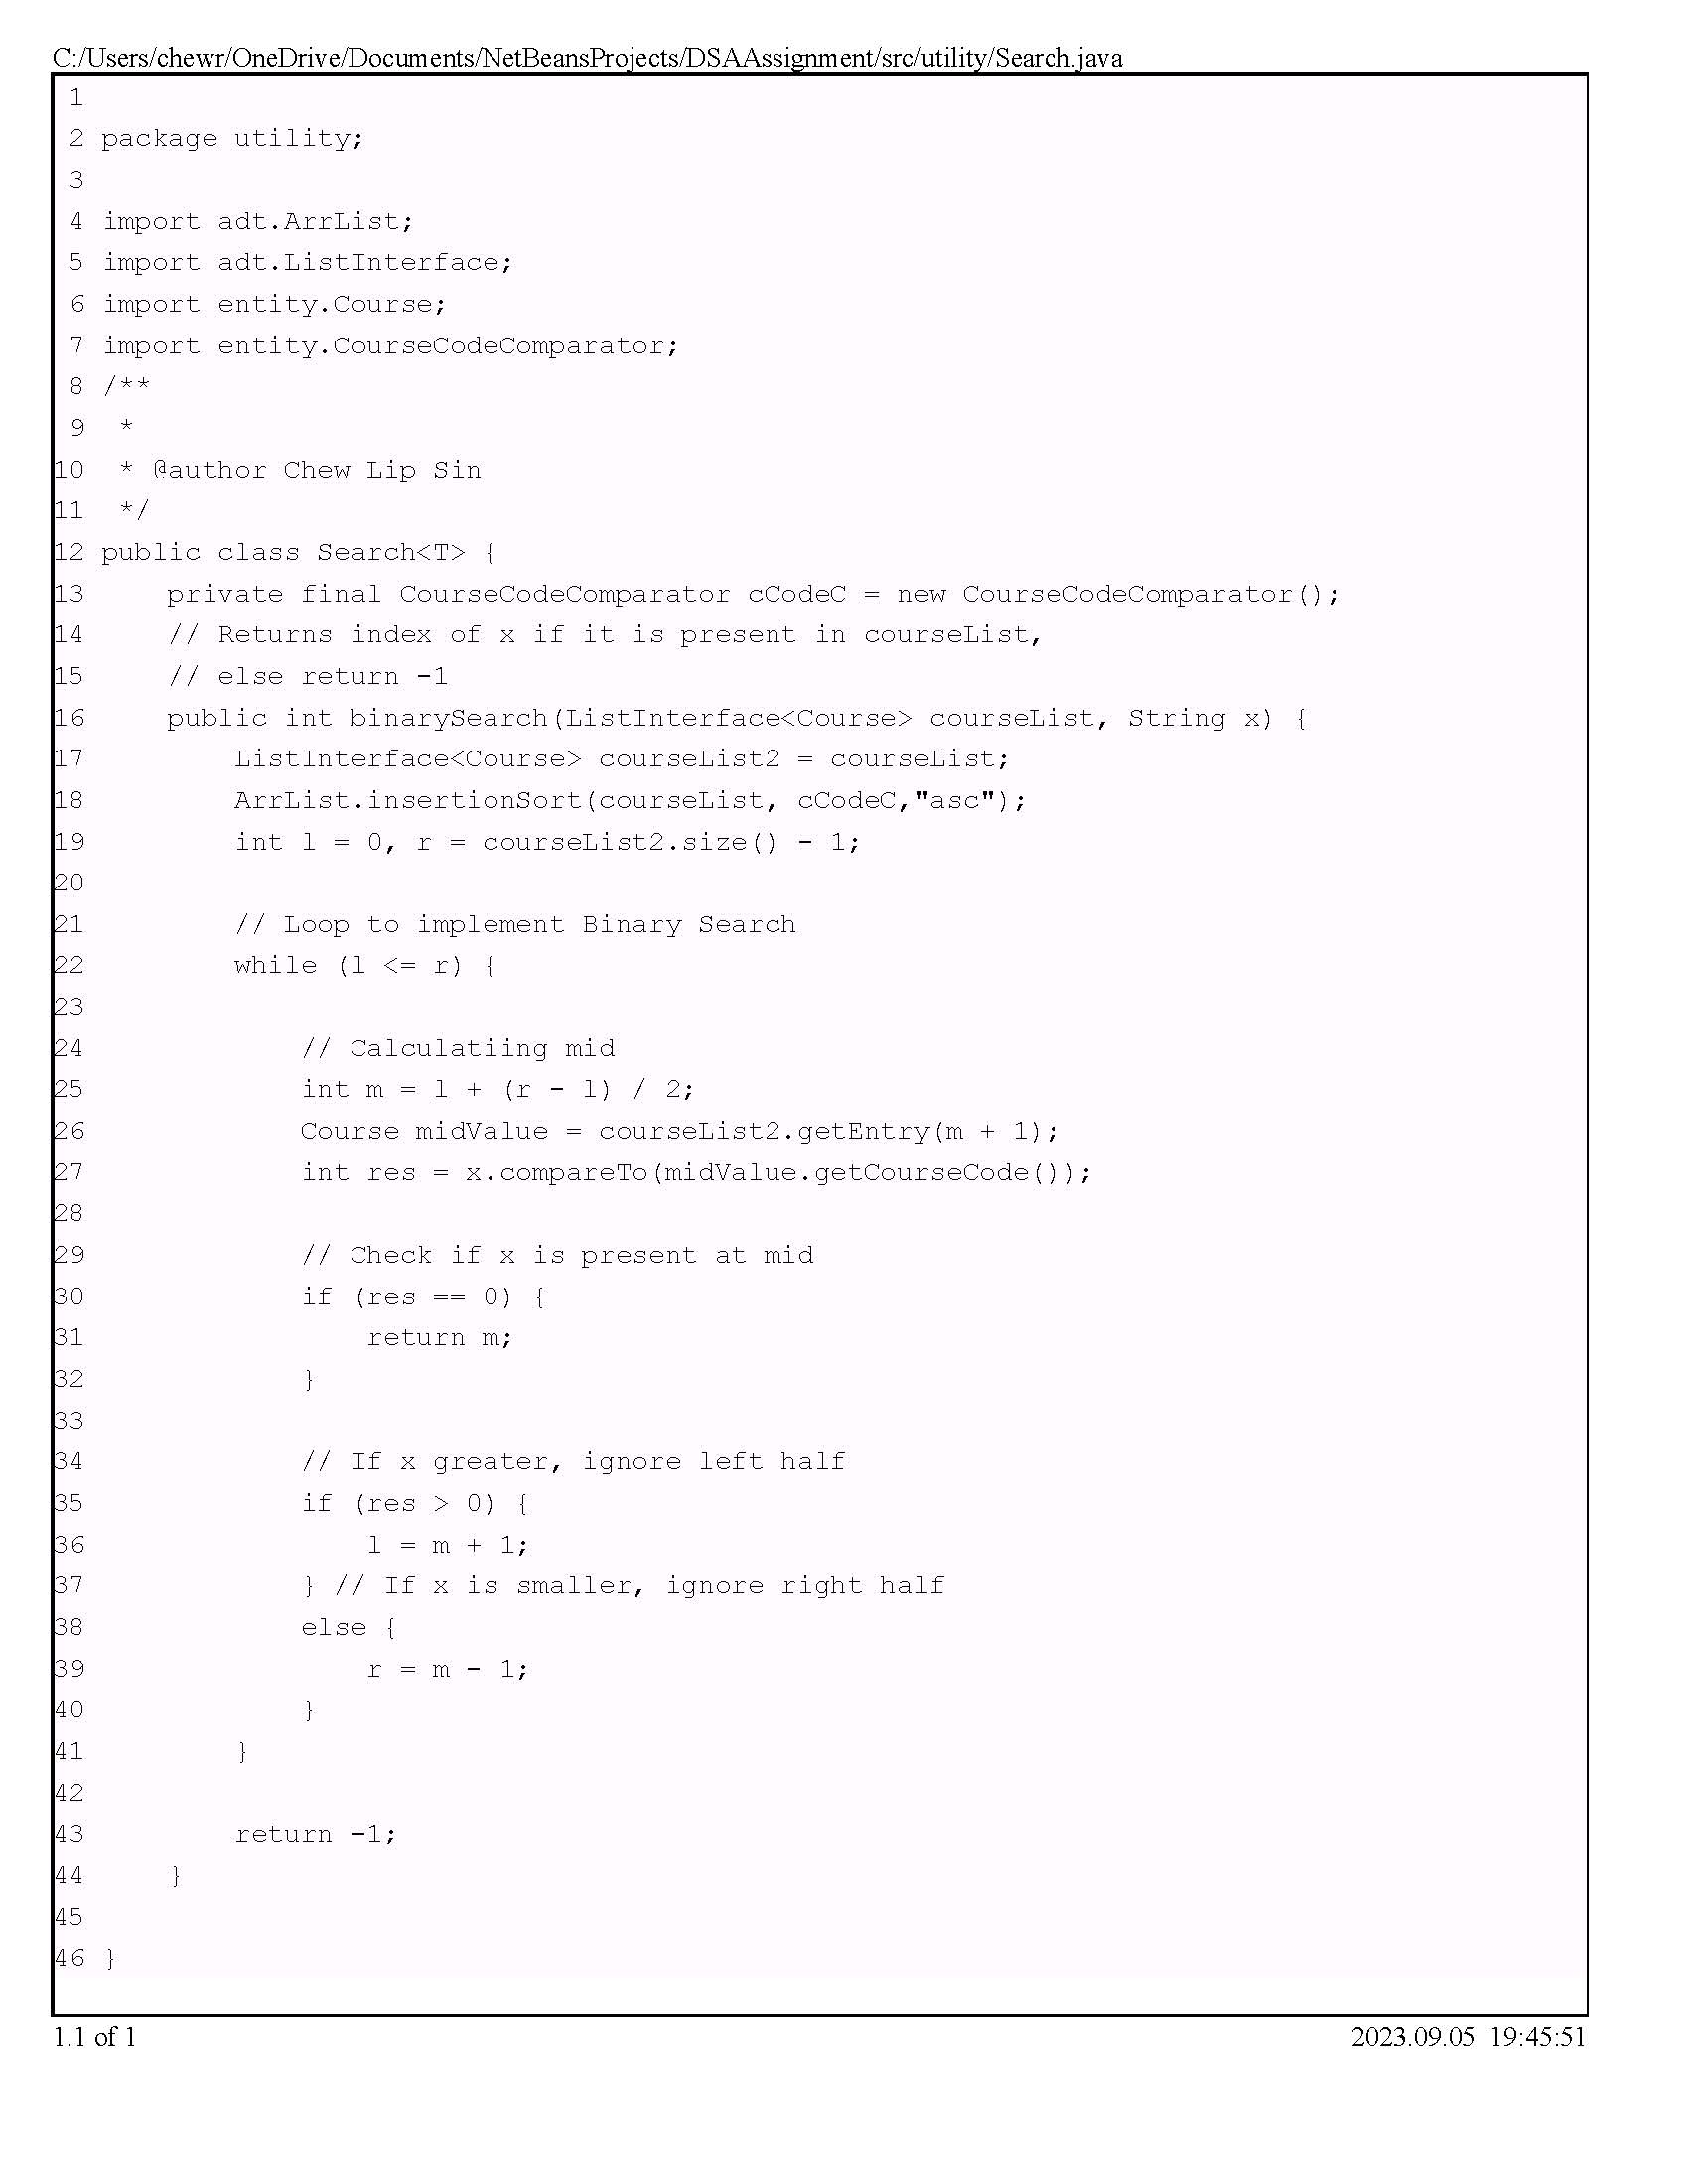 C:/Users/chewr/OneDrive/Documents/NetBeansProjects/DSAAssignment/src/utility/Search.java
1
2 package utility;
3
4 import adt.ArrList;
5 import adt.ListInterface;
6 import entity.Course;
7 import entity.CourseCodeComparator;
8 /**
9  *
10  * @author Chew Lip Sin
11  */
12 public class Search<T> {
13     private final CourseCodeComparator cCodeC = new CourseCodeComparator();
14     // Returns index of x if it is present in courseList,
15     // else return -1
16     public int binarySearch(ListInterface<Course> courseList, String x) {
17         ListInterface<Course> courseList2 = courseList;
18         ArrList.insertionSort(courseList, cCodeC,"asc");
19         int l = 0, r = courseList2.size() - 1;
20
21         // Loop to implement Binary Search
22         while (l <= r) {
23
24             // Calculatiing mid
25             int m = l + (r - l) / 2;
26             Course midValue = courseList2.getEntry(m + 1);
27             int res = x.compareTo(midValue.getCourseCode());
28
29             // Check if x is present at mid
30             if (res == 0) {
31                 return m;
32             }
33
34             // If x greater, ignore left half
35             if (res > 0) {
36                 l = m + 1;
37             } // If x is smaller, ignore right half
38             else {
39                 r = m - 1;
40             }
41         }
42
43         return -1;
44     }
45
46 }
1.1 of 1 2023.09.05 19:45:51